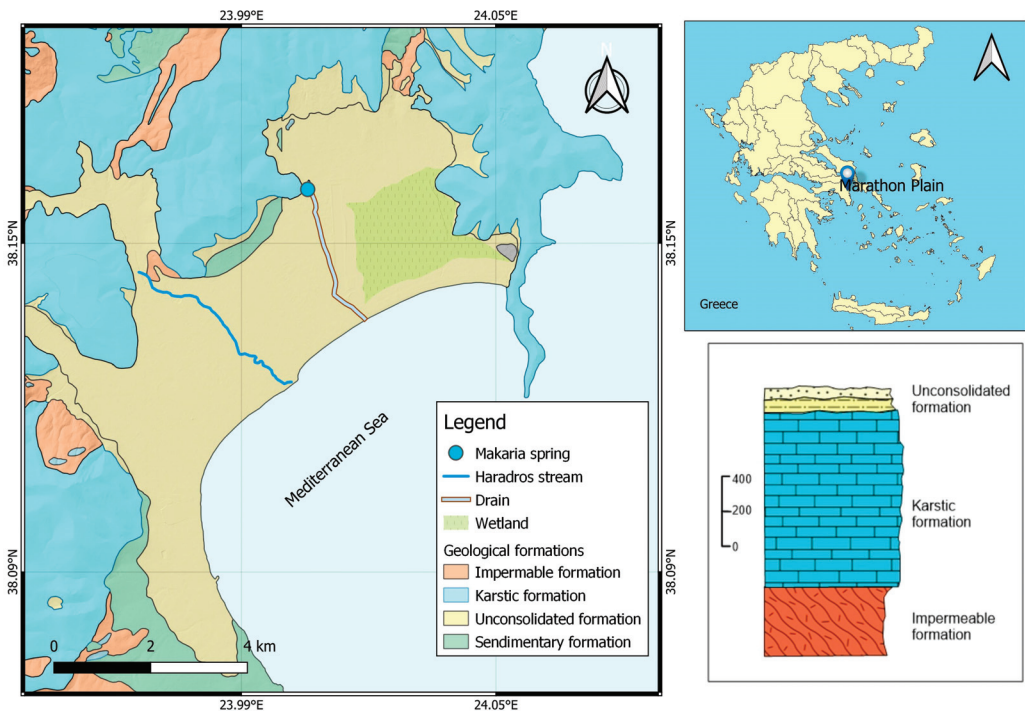 23.99°E
24.05°E
38.15°N
38.09°N
38.15°N
38.09°N
N
Mediterranean Sea
Legend
Makaria spring
Haradros stream
Drain
Wetland
Geological formations
Impermable formation
Karstic formation
Unconsolidated formation
Sendimentary formation
0 2 4 km
23.99°E
24.05°E
Marathon Plain
Greece
Unconsolidated
formation
400
200
0
Karstic
formation
Impermeable
formation